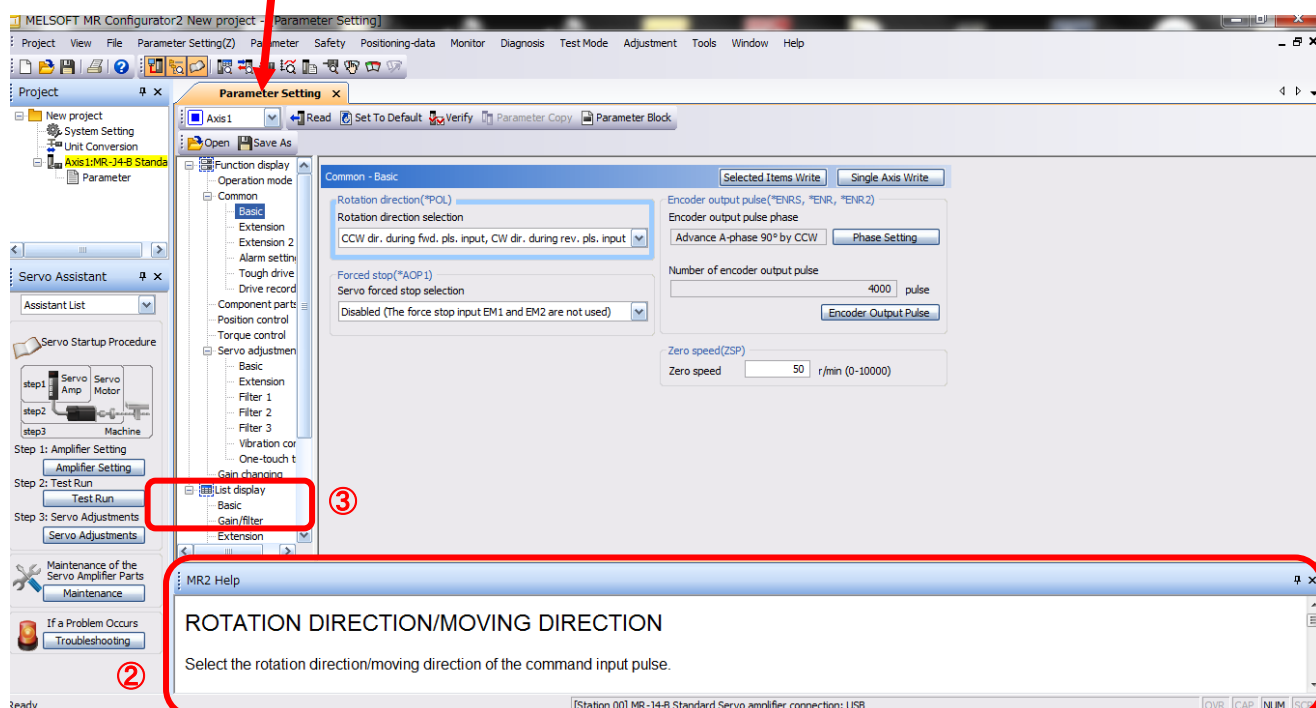 MELSOFT MR Configurator2 New project - [Parameter Setting]
Project View File Parameter Setting(Z) Parameter Safety Positioning-data Monitor Diagnosis Test Mode Adjustment Tools Window Help
Project
New project
System Setting
Unit Conversion
Axis1:MR-J4-B Standa
Parameter
Servo Assistant
Assistant List
Servo Startup Procedure
step1
Servo Amp
Servo Motor
step2
step3
Machine
Step 1: Amplifier Setting
Amplifier Setting
Step 2: Test Run
Test Run
Step 3: Servo Adjustments
Servo Adjustments
Maintenance of the
Servo Amplifier Parts
Maintenance
If a Problem Occurs
Troubleshooting
②
Parameter Setting
Axis1 Read Set To Default Verify Parameter Copy Parameter Block
Open Save As
Function display
Operation mode
Common
Basic
Extension
Extension 2
Alarm setting
Tough drive
Drive record
Component parts
Position control
Torque control
Servo adjustmen
Basic
Extension
Filter 1
Filter 2
Filter 3
Vibration cor
One-touch t
Gain changing
List display
Basic
Gain/filter
Extension
③
Common - Basic
Selected Items Write
Single Axis Write
Rotation direction(*POL)
Rotation direction selection
CCW dir. during fwd. pls. input, CW dir. during rev. pls. input
Forced stop(*AOP1)
Servo forced stop selection
Disabled (The force stop input EM1 and EM2 are not used)
Encoder output pulse(*ENRS, *ENR, *ENR2)
Encoder output pulse phase
Advance A-phase 90° by CCW
Phase Setting
Number of encoder output pulse
4000 pulse
Encoder Output Pulse
Zero speed(ZSP)
Zero speed 50 r/min (0-10000)
MR2 Help
ROTATION DIRECTION/MOVING DIRECTION
Select the rotation direction/moving direction of the command input pulse.
Ready
[Station 00] MR-J4-B Standard Servo amplifier connection: USB
OVR CAP NUM